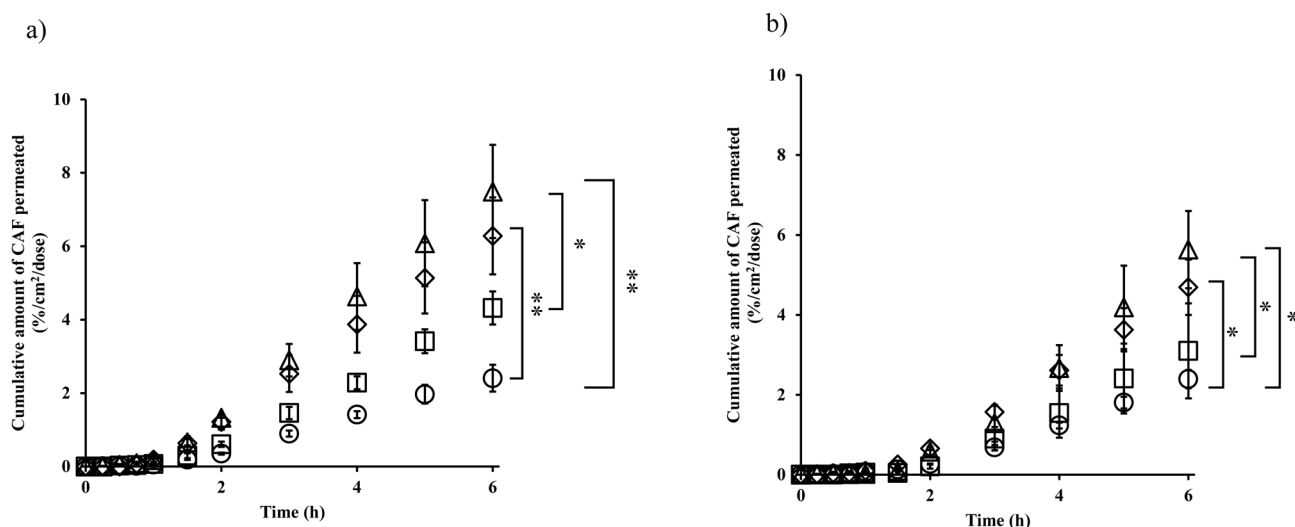 a)
10
8
6
4
2
0
0 2 4 6
Time (h)
Cumulative amount of CAF permeated
(%/cm²/dose)
**
*
**
b)
10
8
6
4
2
0
0 2 4 6
Time (h)
Cumulative amount of CAF permeated
(%/cm²/dose)
*
*
*